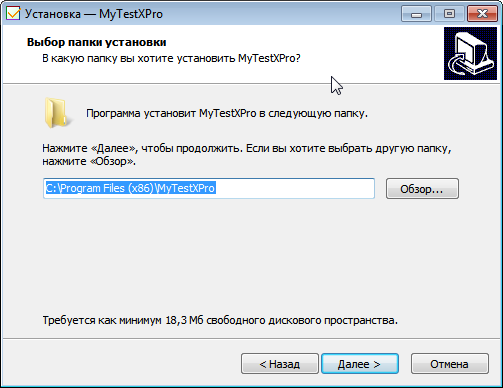 Установка — MyTestXPro
Выбор папки установки
В какую папку вы хотите установить MyTestXPro?
Программа установит MyTestXPro в следующую папку.
Нажмите «Далее», чтобы продолжить. Если вы хотите выбрать другую папку,
нажмите «Обзор».
C:\Program Files (x86)\MyTestXPro
Обзор...
Требуется как минимум 18,3 Мб свободного дискового пространства.
< Назад
Далее >
Отмена